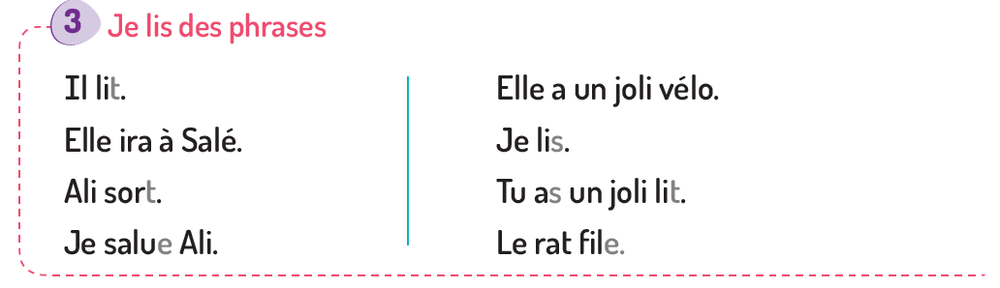 3 Je lis des phrases
Il lit.
Elle ira à Salé.
Ali sort.
Je salue Ali.
Elle a un joli vélo.
Je lis.
Tu as un joli lit.
Le rat file.